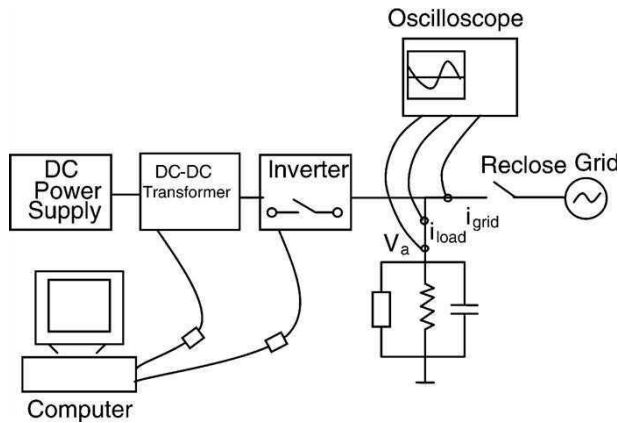 Oscilloscope
DC
Power
Supply
DC-DC
Transformer
Inverter
Reclose Grid
i_grid
i_load
V_a
Computer